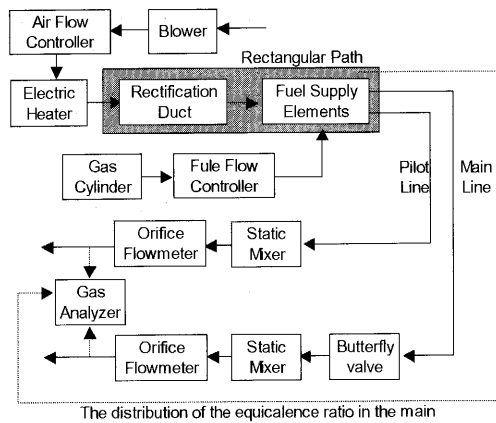 Air Flow
Controller
Blower
Rectangular Path
Electric
Heater
Rectification
Duct
Fuel Supply
Elements
Gas
Cylinder
Fule Flow
Controller
Pilot
Line
Main
Line
Orifice
Flowmeter
Static
Mixer
Gas
Analyzer
Orifice
Flowmeter
Static
Mixer
Butterfly
valve
The distribution of the equicalence ratio in the main